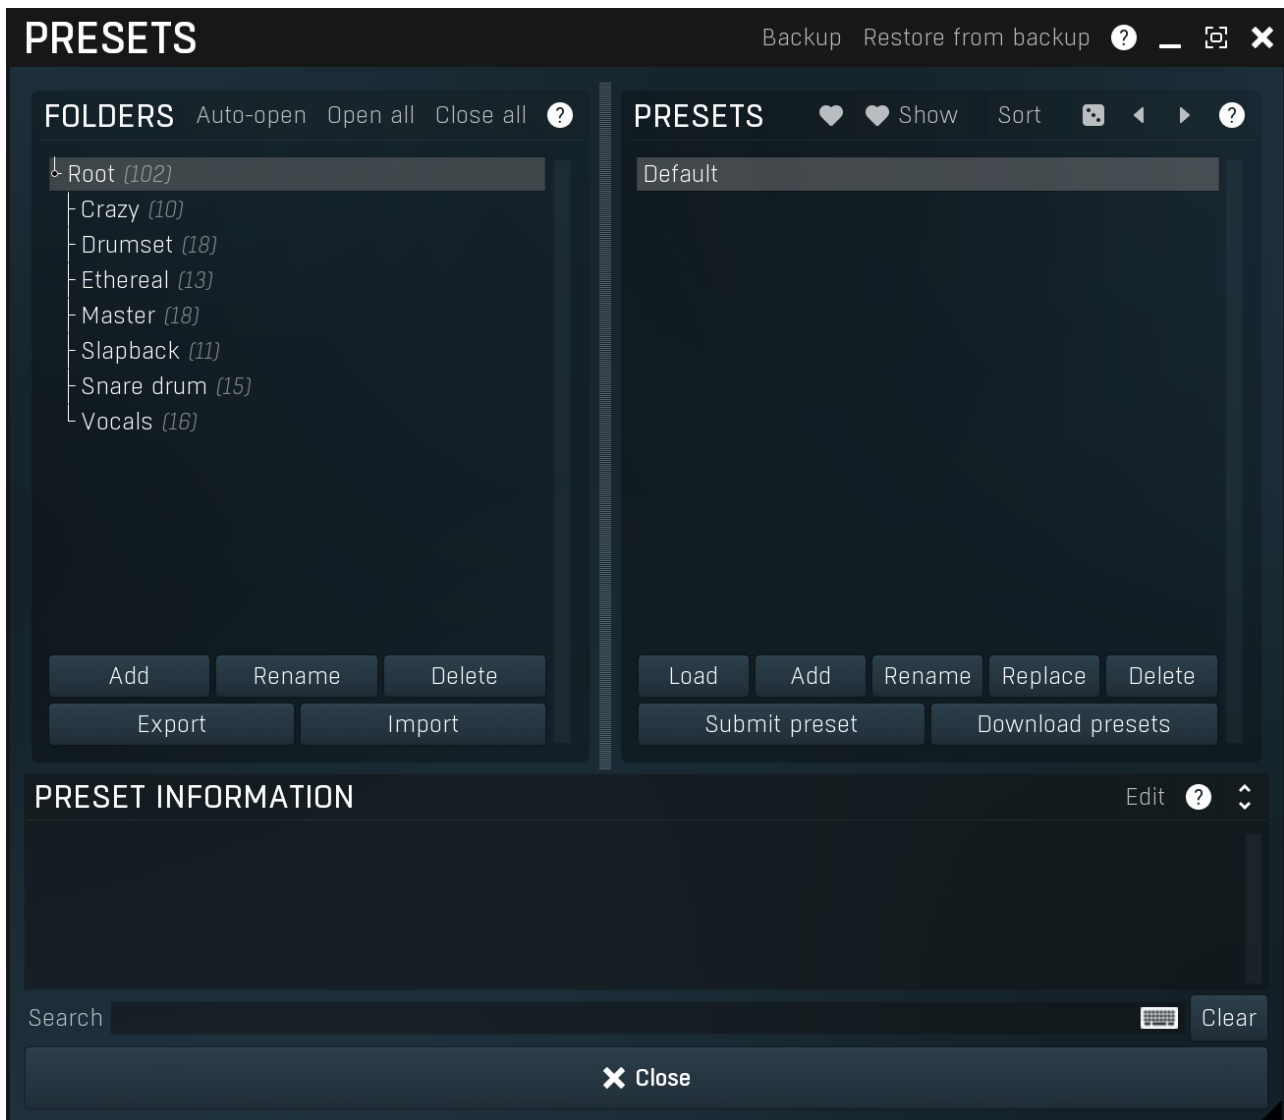 PRESETS Backup Restore from backup ?
FOLDERS Auto-open Open all Close all ?
Root (102)
Crazy (10)
Drumset (18)
Ethereal (13)
Master (18)
Slapback (11)
Snare drum (15)
Vocals (16)
Add Rename Delete
Export Import
PRESETS Show Sort ?
Default
Load Add Rename Replace Delete
Submit preset Download presets
PRESET INFORMATION Edit ?
Search Clear
Close